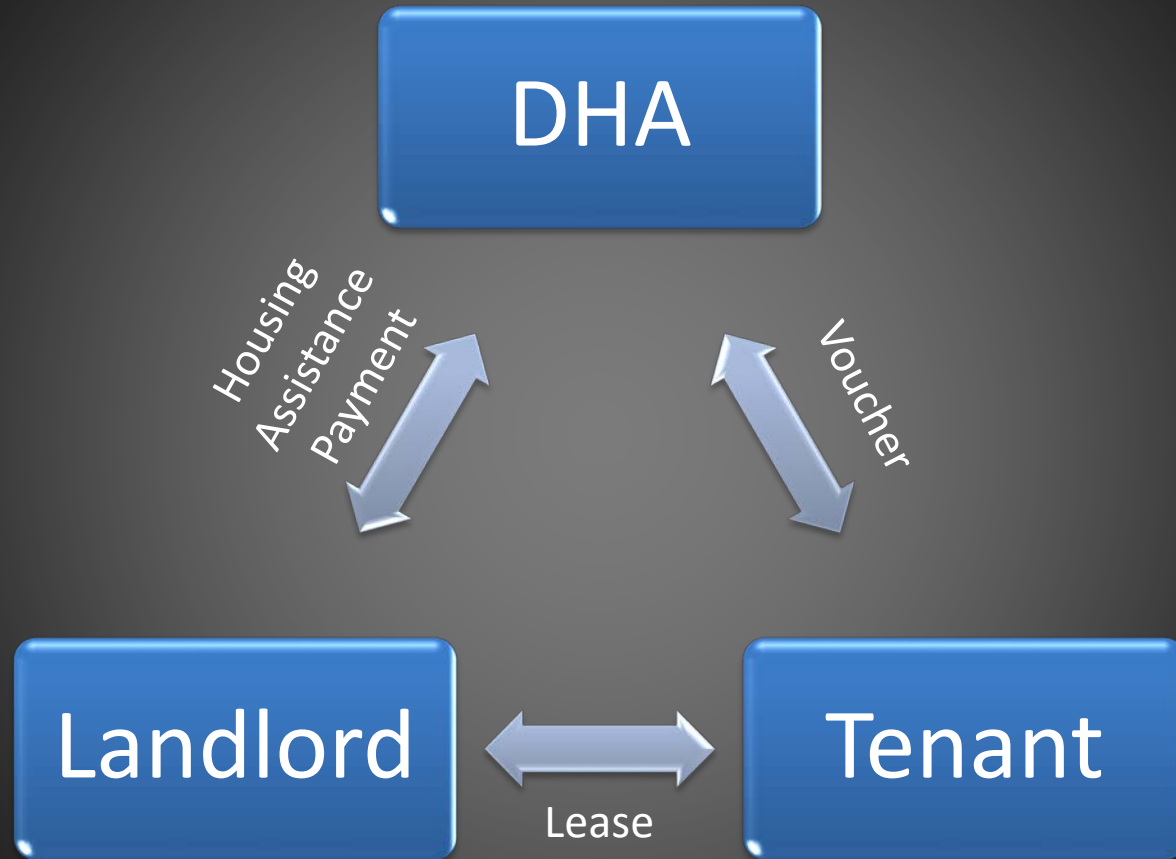 DHA
Housing
Assistance
Payment
Voucher
Landlord
Tenant
Lease